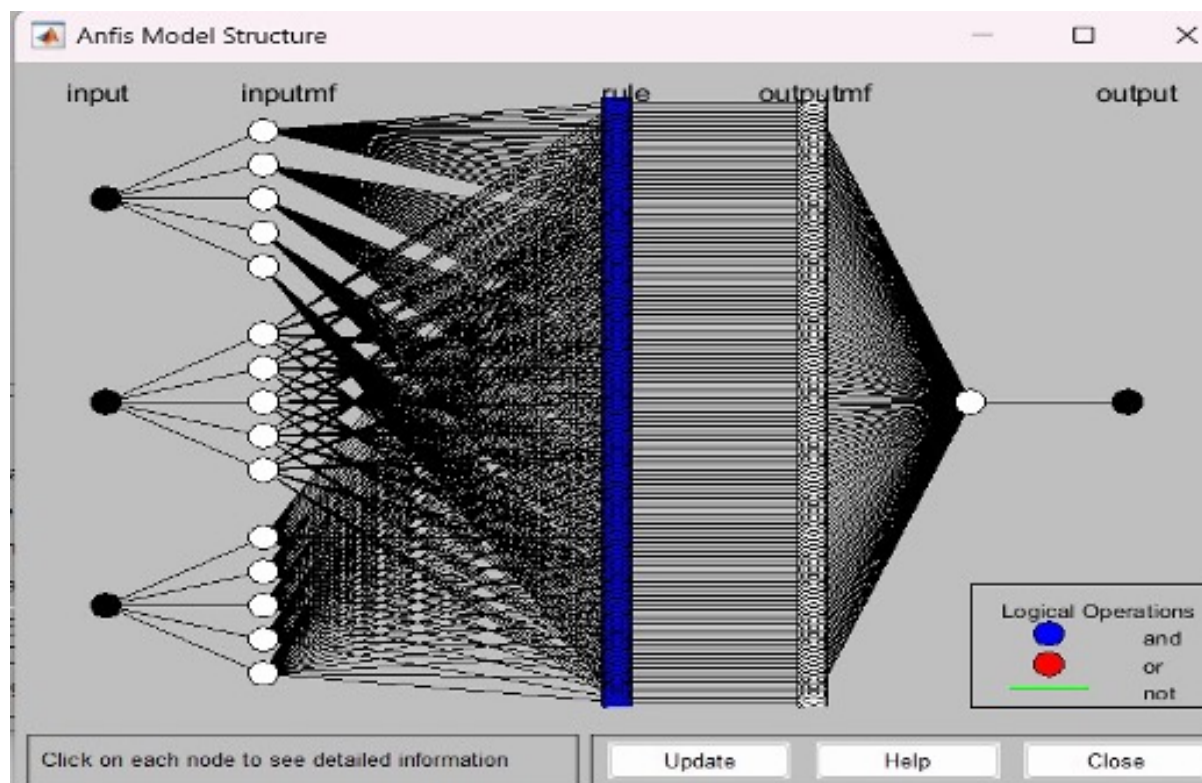 Anfis Model Structure
input inputmf rule outputmf output
Logical Operations
and
or
not
Click on each node to see detailed information
Update Help Close